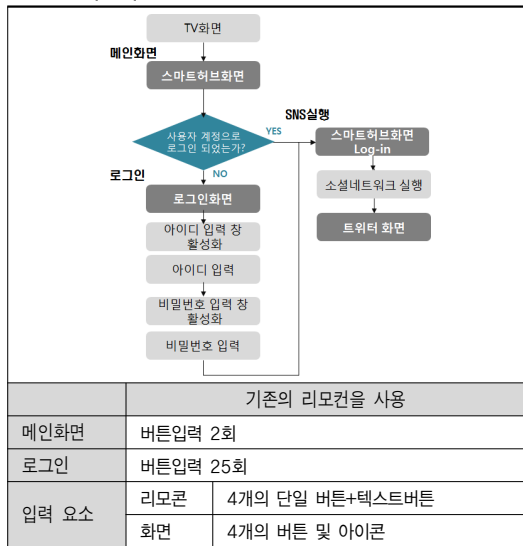 TV화면
메인화면
스마트허브화면
사용자 계정으로
로그인 되었는가?
YES
NO
SNS실행
스마트허브화면
Log-in
소셜네트워크 실행
트위터 화면
로그인
로그인화면
아이디 입력 창
활성화
아이디 입력
비밀번호 입력 창
활성화
비밀번호 입력
기존의 리모컨을 사용
메인화면 버튼입력 2회
로그인 버튼입력 25회
입력 요소 리모콘 4개의 단일 버튼+텍스트버튼
화면 4개의 버튼 및 아이콘